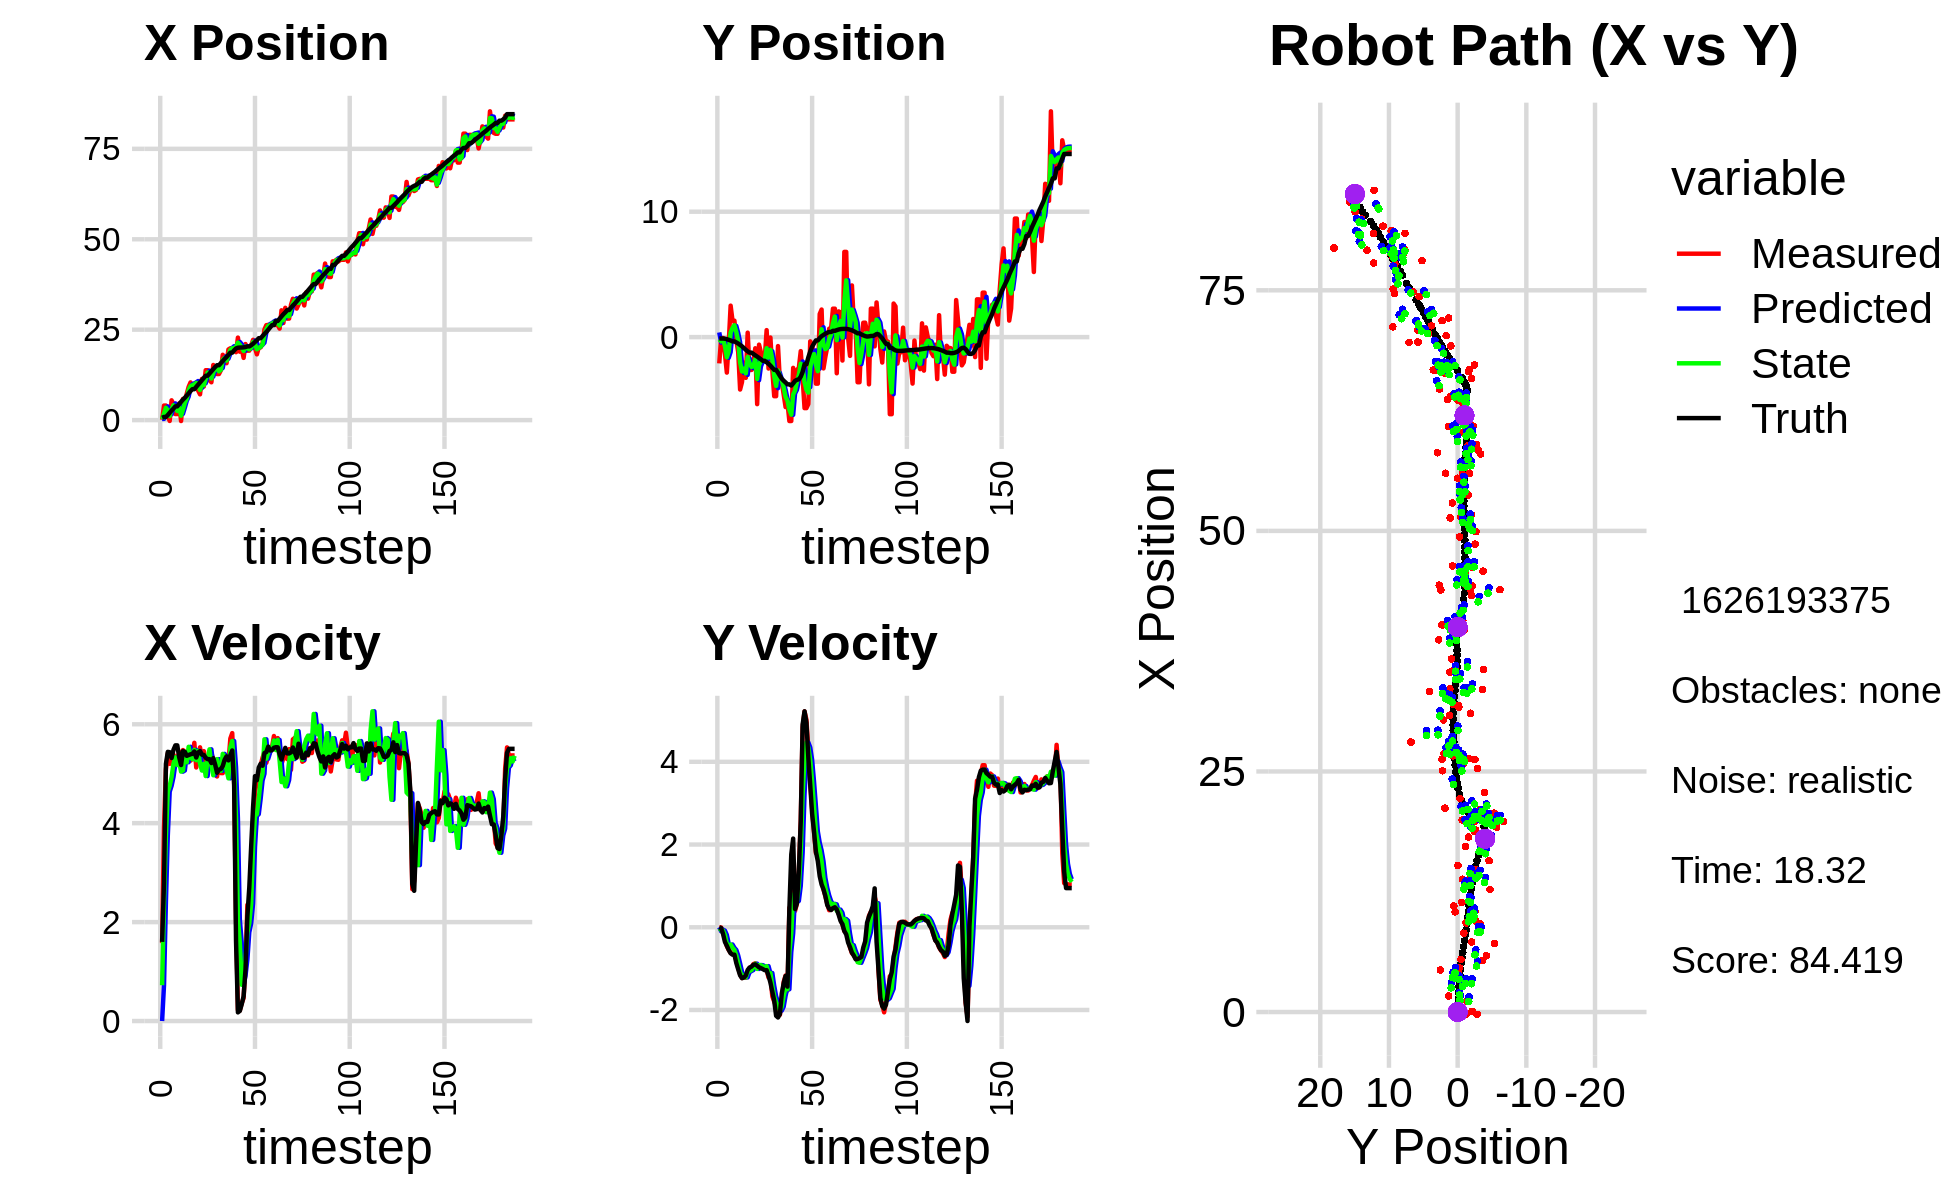 X Position
75
50
25
0
0
50
100
150
timestep
Y Position
10
0
0
50
100
150
timestep
X Velocity
6
4
2
0
0
50
100
150
timestep
Y Velocity
4
2
0
-2
0
50
100
150
timestep
Robot Path (X vs Y)
X Position
75
50
25
0
20 10 0 -10 -20
Y Position
variable
Measured
Predicted
State
Truth
1626193375
Obstacles: none
Noise: realistic
Time: 18.32
Score: 84.419